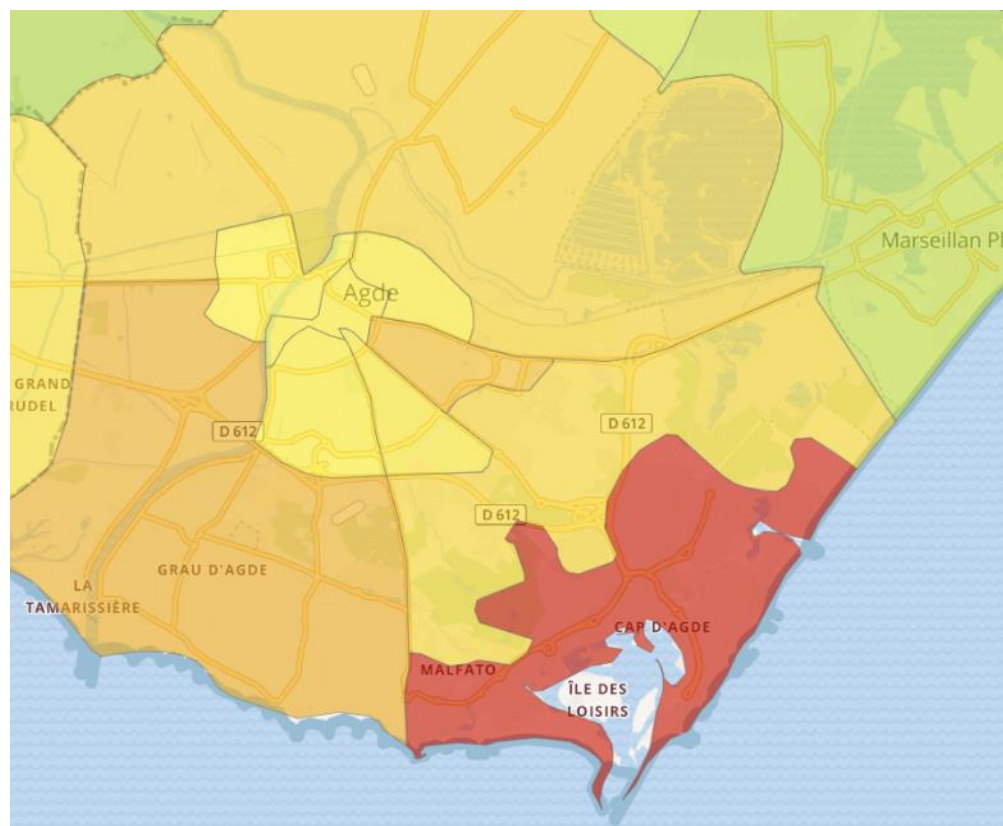 Marseillan Pl
Agde
GRAND
RUDEL
D 612
D 612
D 612
GRAU D'AGDE
LA
TAMARISSIÈRE
CAP D'AGDE
MALFATO
ÎLE DES
LOISIRS